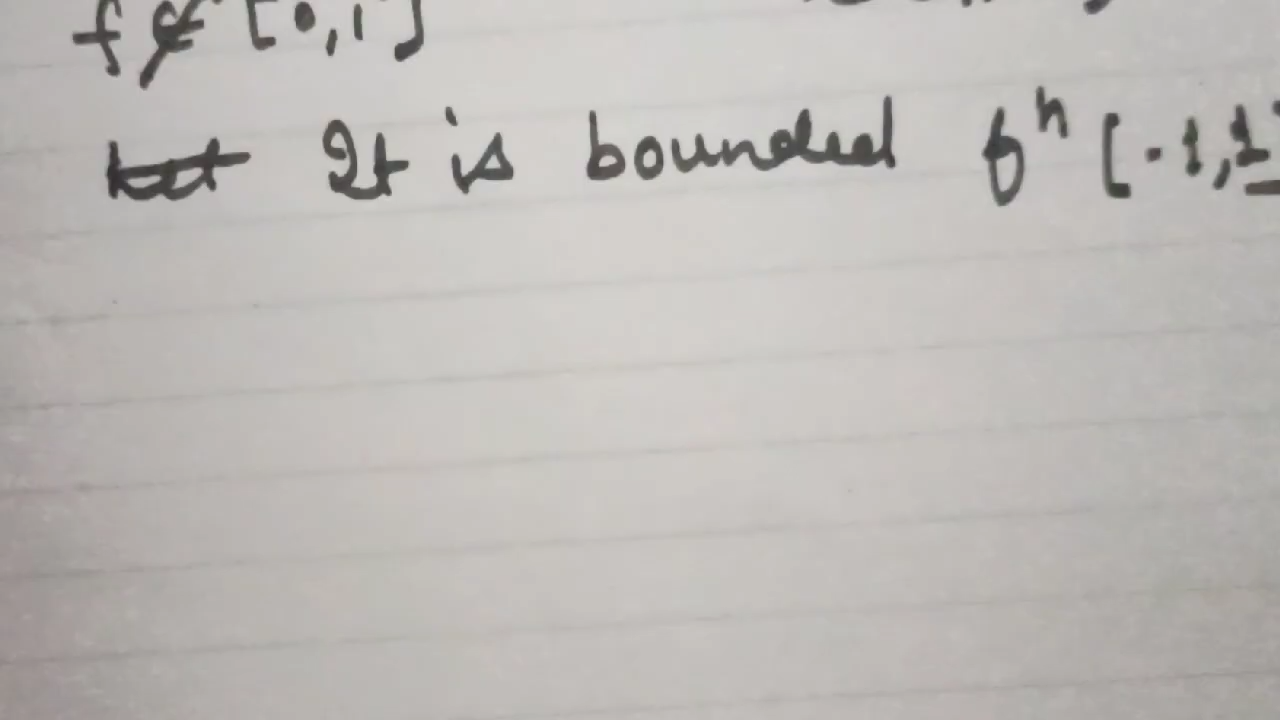 f ∉ [0,1]
It is bounded fⁿ [-1,1]